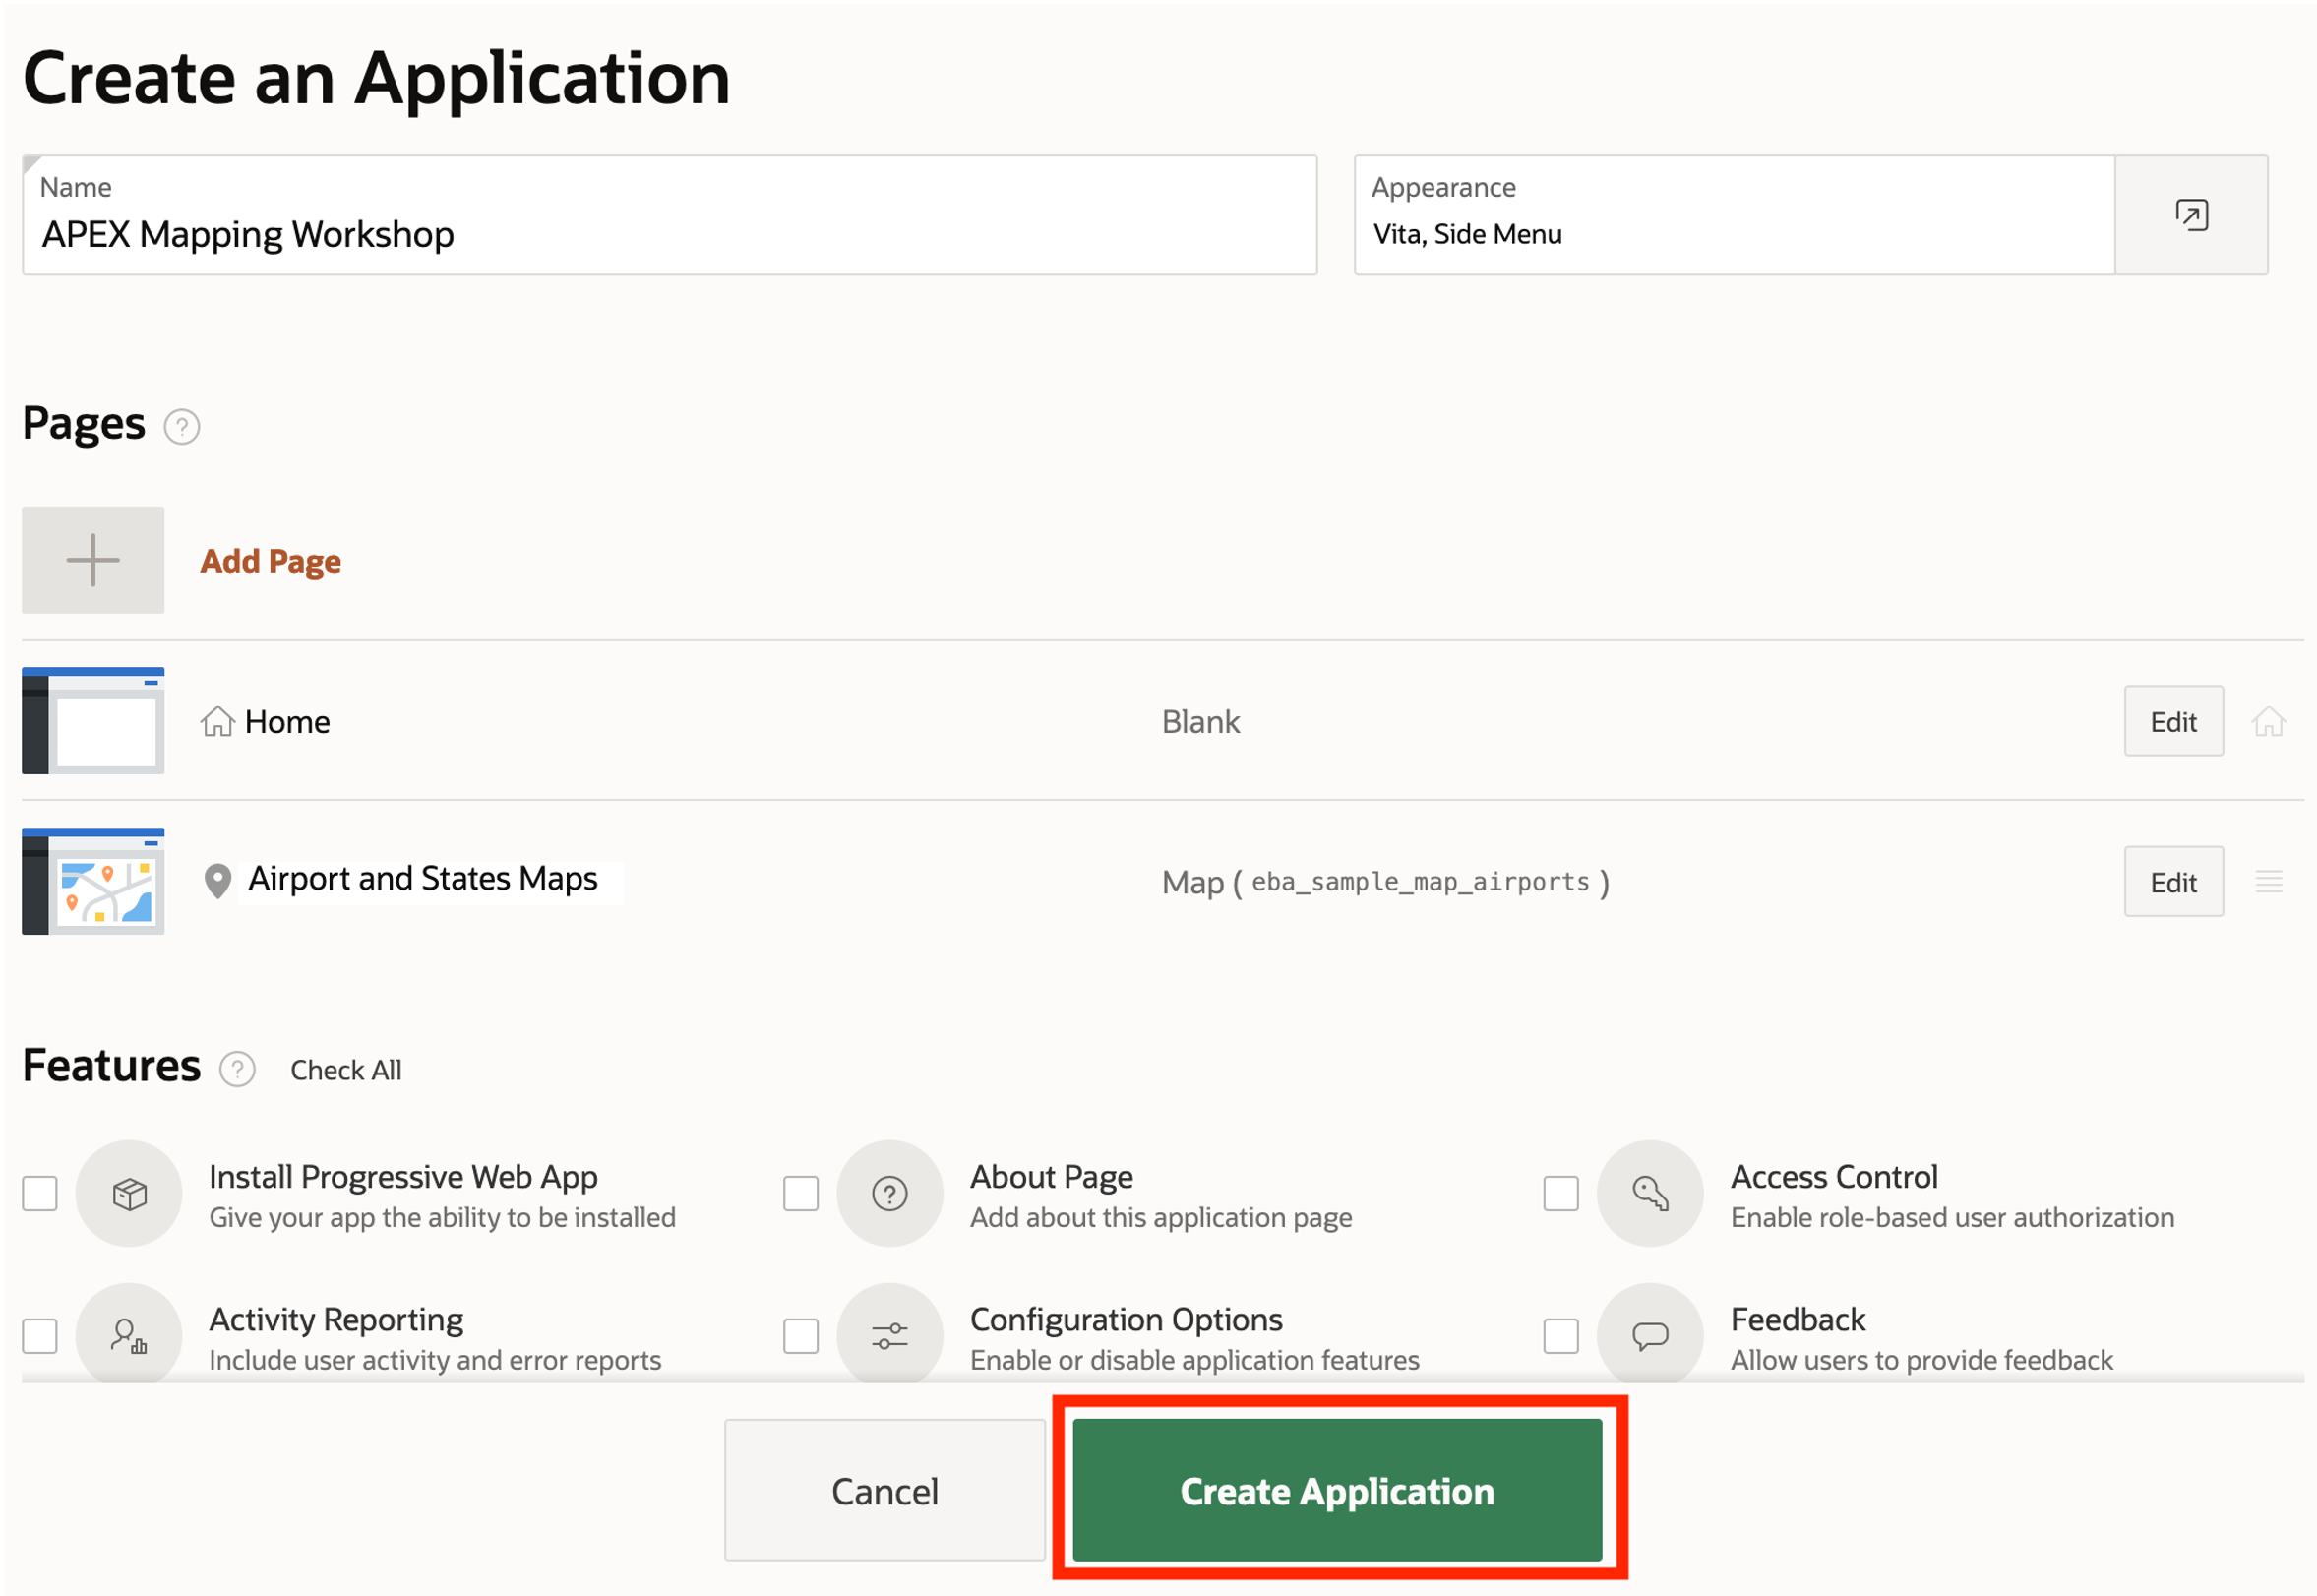 Create an Application
Name
APEX Mapping Workshop
Appearance
Vita, Side Menu
Pages ?
Add Page
Home
Blank
Edit
Airport and States Maps
Map ( eba_sample_map_airports )
Edit
Features ? Check All
Install Progressive Web App
Give your app the ability to be installed
About Page
Add about this application page
Access Control
Enable role-based user authorization
Activity Reporting
Include user activity and error reports
Configuration Options
Enable or disable application features
Feedback
Allow users to provide feedback
Cancel
Create Application